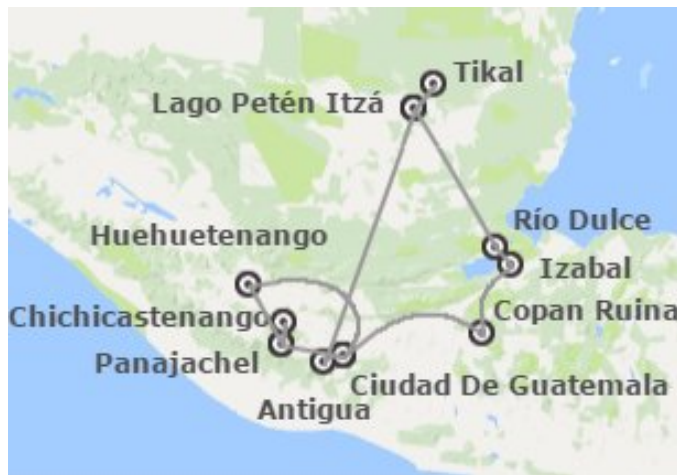 Tikal
Lago Petén Itzá
Río Dulce
Huehuetenango
Izabal
Copan Ruina
Chichicastenango
Panajachel
Ciudad De Guatemala
Antigua